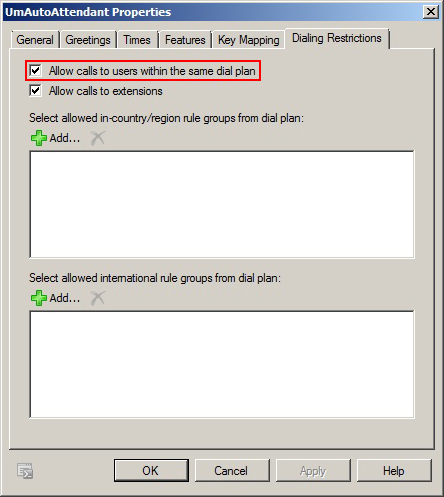 UmAutoAttendant Properties
General Greetings Times Features Key Mapping Dialing Restrictions
Allow calls to users within the same dial plan
Allow calls to extensions
Select allowed in-country/region rule groups from dial plan:
Add...
Select allowed international rule groups from dial plan:
Add...
OK Cancel Apply Help